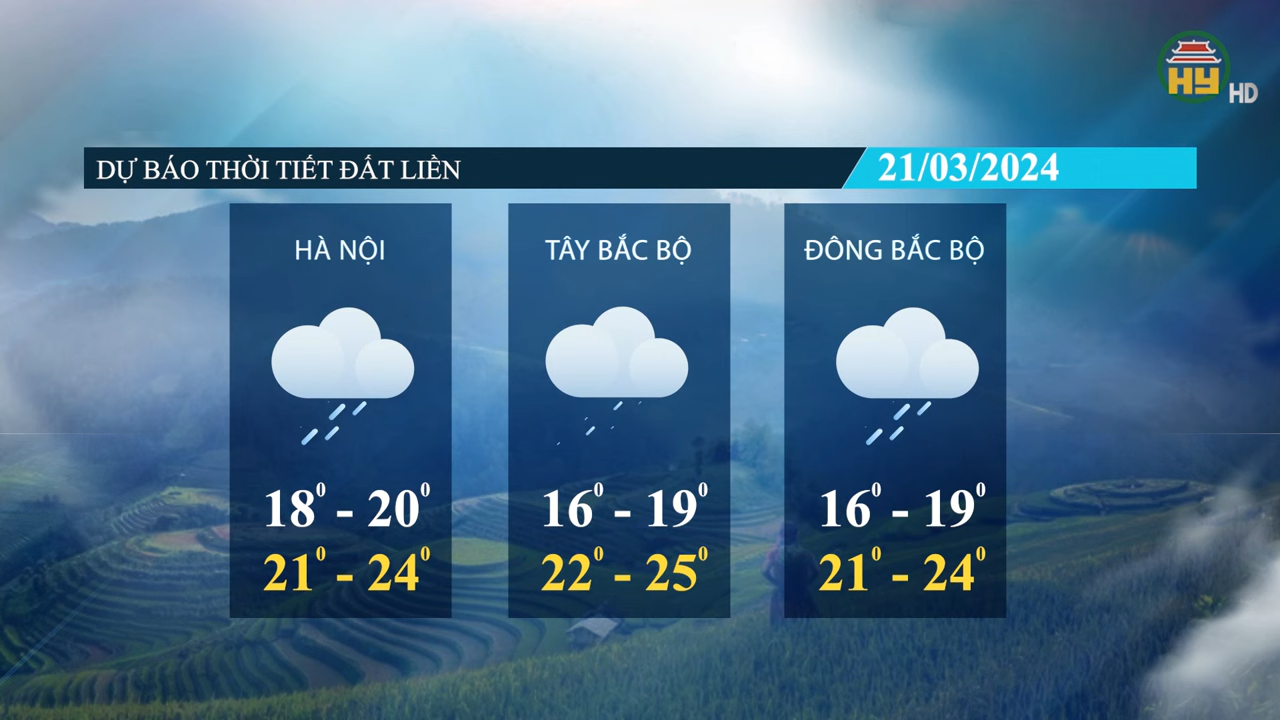 HY HD
DỰ BÁO THỜI TIẾT ĐẤT LIỀN 21/03/2024
HÀ NỘI
18⁰ - 20⁰
21⁰ - 24⁰
TÂY BẮC BỘ
16⁰ - 19⁰
22⁰ - 25⁰
ĐÔNG BẮC BỘ
16⁰ - 19⁰
21⁰ - 24⁰